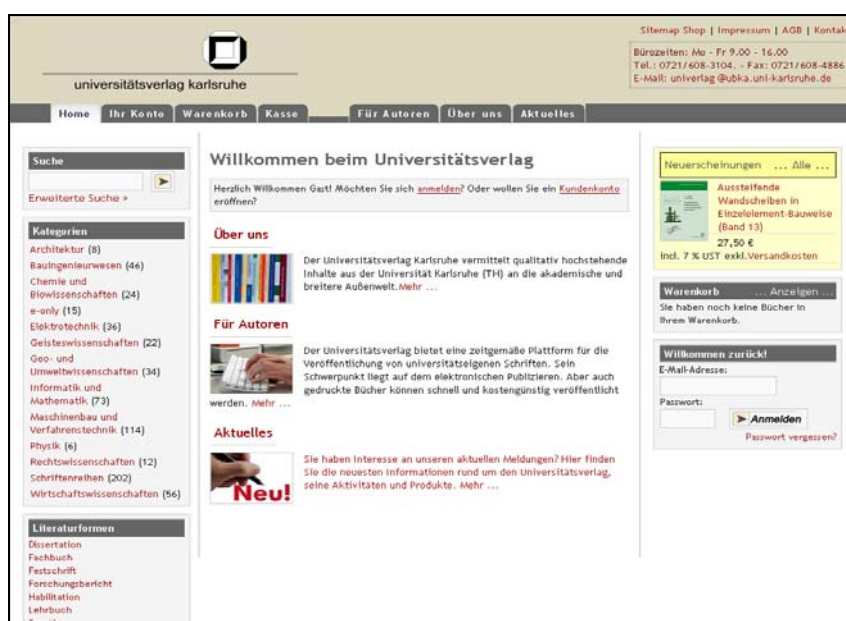 Sitemap Shop | Impressum | AGB | Kontak
Bürozeiten: Mo - Fr 9.00 - 16.00
Tel.: 0721/608-3104. - Fax: 0721/608-4886
E-Mail: univerlag@ubka.uni-karlsruhe.de
universitätsverlag karlsruhe
Home Ihr Konto Warenkorb Kasse Für Autoren Über uns Aktuelles
Suche
Erweiterte Suche »
Kategorien
Architektur (8)
Bauingenieurwesen (46)
Chemie und
Biowissenschaften (24)
e-only (15)
Elektrotechnik (36)
Geisteswissenschaften (22)
Geo- und
Umweltwissenschaften (34)
Informatik und
Mathematik (73)
Maschinenbau und
Verfahrenstechnik (114)
Physik (6)
Rechtswissenschaften (12)
Schriftenreihen (202)
Wirtschaftswissenschaften (56)
Literaturformen
Dissertation
Fachbuch
Festschrift
Forschungsbericht
Habilitation
Lehrbuch
Willkommen beim Universitätsverlag
Herzlich Willkommen Gast! Möchten Sie sich anmelden? Oder wollen Sie ein Kundenkonto
eröffnen?
Über uns
Der Universitätsverlag Karlsruhe vermittelt qualitativ hochstehende
Inhalte aus der Universität Karlsruhe (TH) an die akademische und
breitere Außenwelt.Mehr ...
Für Autoren
Der Universitätsverlag bietet eine zeitgemäße Plattform für die
Veröffentlichung von universitätseigenen Schriften. Sein
Schwerpunkt liegt auf dem elektronischen Publizieren. Aber auch
gedruckte Bücher können schnell und kostengünstig veröffentlicht
werden. Mehr ...
Aktuelles
Neu!
Sie haben Interesse an unseren aktuellen Meldungen? Hier finden
Sie die neuesten Informationen rund um den Universitätsverlag,
seine Aktivitäten und Produkte. Mehr ...
Neuerscheinungen ... Alle ...
Aussteifende
Wandscheiben in
Einzelelement-Bauweise
(Band 13)
27,50 €
incl. 7 % UST exkl.Versandkosten
Warenkorb ... Anzeigen ...
Sie haben noch keine Bücher in
Ihrem Warenkorb.
Willkommen zurück!
E-Mail-Adresse:
Passwort:
Anmelden
Passwort vergessen?